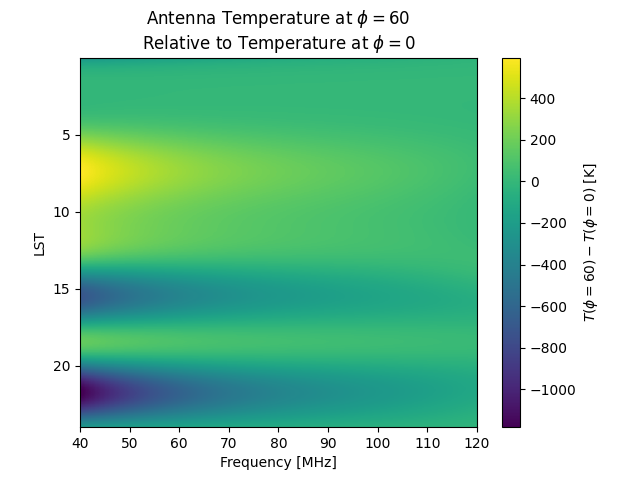 Antenna Temperature at ϕ = 60
Relative to Temperature at ϕ = 0
LST
5
10
15
20
40 50 60 70 80 90 100 110 120
Frequency [MHz]
400
200
0
−200
−400
−600
−800
−1000
T(ϕ = 60) − T(ϕ = 0) [K]